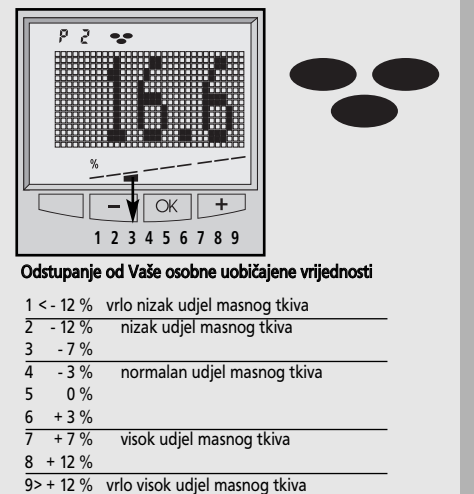 P 2
16.6
%
− OK +
1 2 3 4 5 6 7 8 9
Odstupanje od Vaše osobne uobičajene vrijednosti
1 < - 12 % vrlo nizak udjel masnog tkiva
2 - 12 % nizak udjel masnog tkiva
3 - 7 %
4 - 3 % normalan udjel masnog tkiva
5 0 %
6 + 3 %
7 + 7 % visok udjel masnog tkiva
8 + 12 %
9> + 12 % vrlo visok udjel masnog tkiva